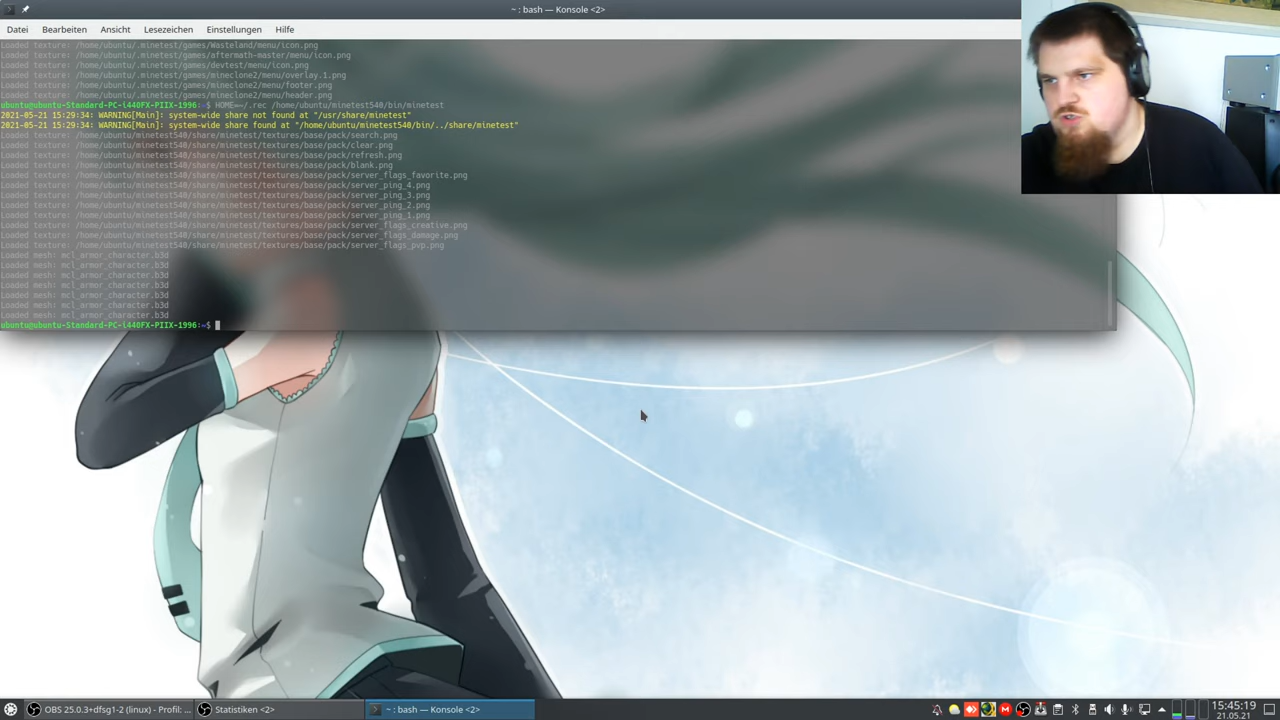 ~ : bash — Konsole <2>
Datei Bearbeiten Ansicht Lesezeichen Einstellungen Hilfe
Loaded texture: /home/ubuntu/.minetest/games/Wasteland/menu/icon.png
Loaded texture: /home/ubuntu/.minetest/games/aftermath-master/menu/icon.png
Loaded texture: /home/ubuntu/.minetest/games/devtest/menu/icon.png
Loaded texture: /home/ubuntu/.minetest/games/mineclone2/menu/overlay.1.png
Loaded texture: /home/ubuntu/.minetest/games/mineclone2/menu/footer.png
Loaded texture: /home/ubuntu/.minetest/games/mineclone2/menu/header.png
ubuntu@ubuntu-Standard-PC-i440FX-PIIX-1996:~$ HOME=~/.rec /home/ubuntu/minetest540/bin/minetest
2021-05-21 15:29:34: WARNING[Main]: system-wide share not found at "/usr/share/minetest"
2021-05-21 15:29:34: WARNING[Main]: system-wide share found at "/home/ubuntu/minetest540/bin/../share/minetest"
Loaded texture: /home/ubuntu/minetest540/share/minetest/textures/base/pack/search.png
Loaded texture: /home/ubuntu/minetest540/share/minetest/textures/base/pack/clear.png
Loaded texture: /home/ubuntu/minetest540/share/minetest/textures/base/pack/refresh.png
Loaded texture: /home/ubuntu/minetest540/share/minetest/textures/base/pack/blank.png
Loaded texture: /home/ubuntu/minetest540/share/minetest/textures/base/pack/server_flags_favorite.png
Loaded texture: /home/ubuntu/minetest540/share/minetest/textures/base/pack/server_ping_4.png
Loaded texture: /home/ubuntu/minetest540/share/minetest/textures/base/pack/server_ping_3.png
Loaded texture: /home/ubuntu/minetest540/share/minetest/textures/base/pack/server_ping_2.png
Loaded texture: /home/ubuntu/minetest540/share/minetest/textures/base/pack/server_ping_1.png
Loaded texture: /home/ubuntu/minetest540/share/minetest/textures/base/pack/server_flags_creative.png
Loaded texture: /home/ubuntu/minetest540/share/minetest/textures/base/pack/server_flags_damage.png
Loaded texture: /home/ubuntu/minetest540/share/minetest/textures/base/pack/server_flags_pvp.png
Loaded mesh: mcl_armor_character.b3d
Loaded mesh: mcl_armor_character.b3d
Loaded mesh: mcl_armor_character.b3d
Loaded mesh: mcl_armor_character.b3d
Loaded mesh: mcl_armor_character.b3d
Loaded mesh: mcl_armor_character.b3d
Loaded mesh: mcl_armor_character.b3d
ubuntu@ubuntu-Standard-PC-i440FX-PIIX-1996:~$
OBS 25.0.3+dfsg1-2 (linux) - Profil: ...
Statistiken <2>
~ : bash — Konsole <2>
15:45:19
21.05.21